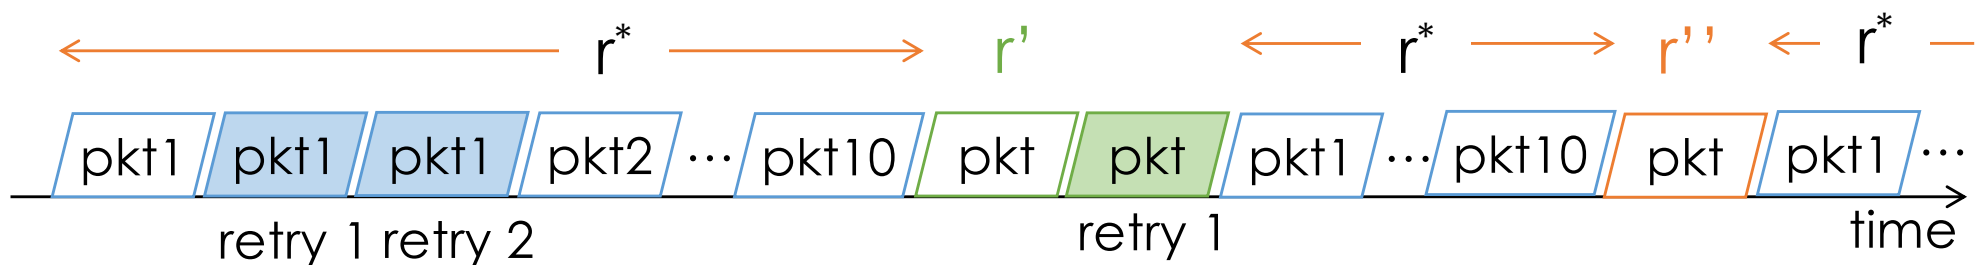 r* r’ r* r’’ r*
pkt1 pkt1 pkt1 pkt2 ... pkt10 pkt pkt pkt1 ... pkt10 pkt pkt1 ...
retry 1 retry 2 retry 1 time